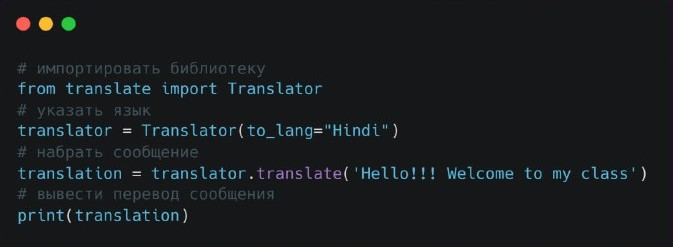 # импортировать библиотеку
from translate import Translator
# указать язык
translator = Translator(to_lang="Hindi")
# набрать сообщение
translation = translator.translate('Hello!!! Welcome to my class')
# вывести перевод сообщения
print(translation)